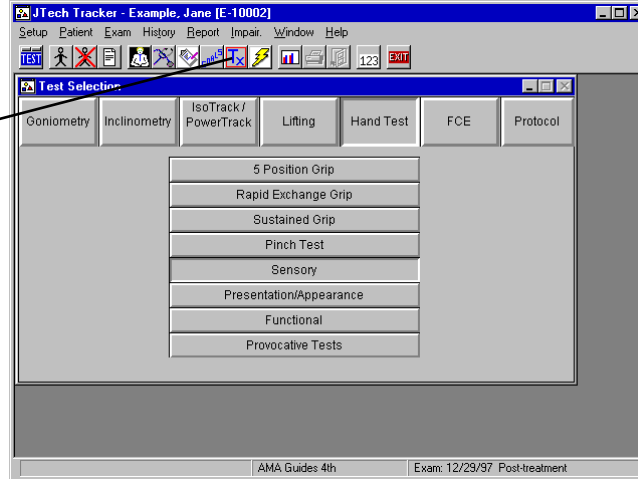 JTech Tracker - Example, Jane [E-10002]
Setup Patient Exam History Report Impair. Window Help
TEST Tx 123 EXIT
Test Selection
Goniometry Inclinometry IsoTrack / PowerTrack Lifting Hand Test FCE Protocol
5 Position Grip
Rapid Exchange Grip
Sustained Grip
Pinch Test
Sensory
Presentation/Appearance
Functional
Provocative Tests
AMA Guides 4th Exam: 12/29/97 Post-treatment